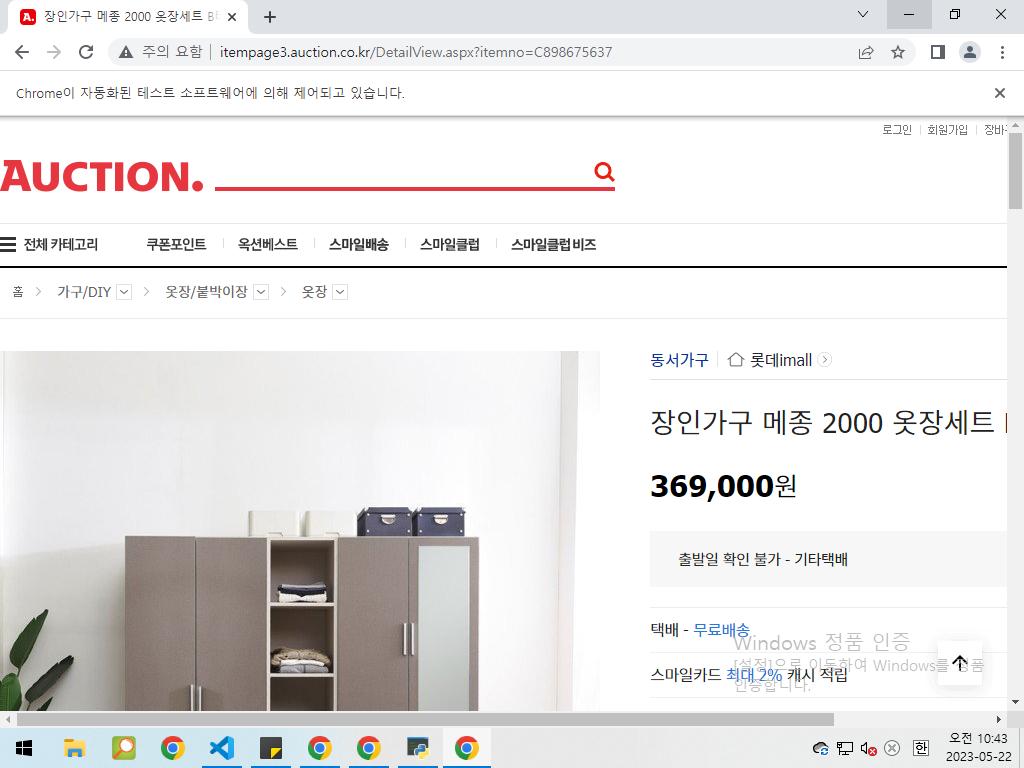 장인가구 메종 2000 옷장세트 B
주의 요함
itempage3.auction.co.kr/DetailView.aspx?itemno=C898675637
Chrome이 자동화된 테스트 소프트웨어에 의해 제어되고 있습니다.
로그인 회원가입 장바
AUCTION.
전체 카테고리 쿠폰포인트 옥션베스트 스마일배송 스마일클럽 스마일클럽 비즈
홈 가구/DIY 옷장/붙박이장 옷장
동서가구 롯데imall
장인가구 메종 2000 옷장세트
369,000원
출발일 확인 불가 - 기타택배
택배 - 무료배송
Windows 정품 인증
[설정]으로 이동하여 Windows를 정품
인증합니다.
스마일카드 최대 2% 캐시 적립
한
오전 10:43
2023-05-22